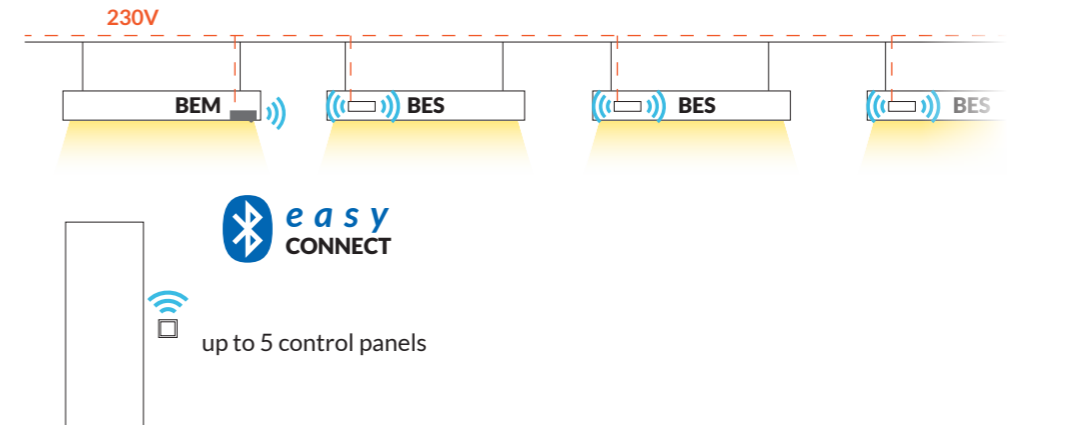 230V
BEM
BES
BES
BES
easy
CONNECT
up to 5 control panels